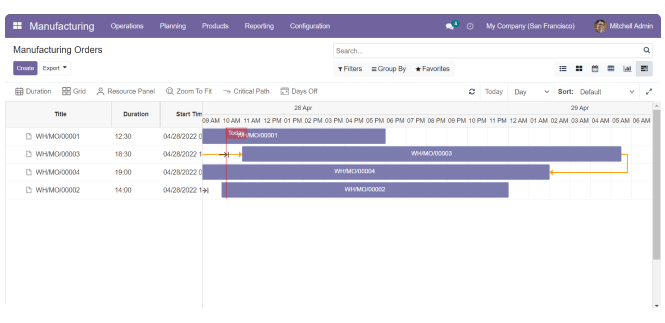 Manufacturing Operations Planning Products Reporting Configuration 4 My Company (San Francisco) Mitchell Admin
Manufacturing Orders Search...
Create Export Filters Group By Favorites
Duration Grid Resource Panel Zoom To Fit Critical Path Days Off Today Day Sort: Default
Title Duration Start Tim
28 Apr 29 Apr
09 AM 10 AM 11 AM 12 PM 01 PM 02 PM 03 PM 04 PM 05 PM 06 PM 07 PM 08 PM 09 PM 10 PM 11 PM 12 AM 01 AM 02 AM 03 AM 04 AM 05 AM 06 AM
WH/MO/00001 12:30 04/28/2022 0 Today WH/MO/00001
WH/MO/00003 18:30 04/28/2022 1 WH/MO/00003
WH/MO/00004 19:00 04/28/2022 0 WH/MO/00004
WH/MO/00002 14:00 04/28/2022 1 WH/MO/00002